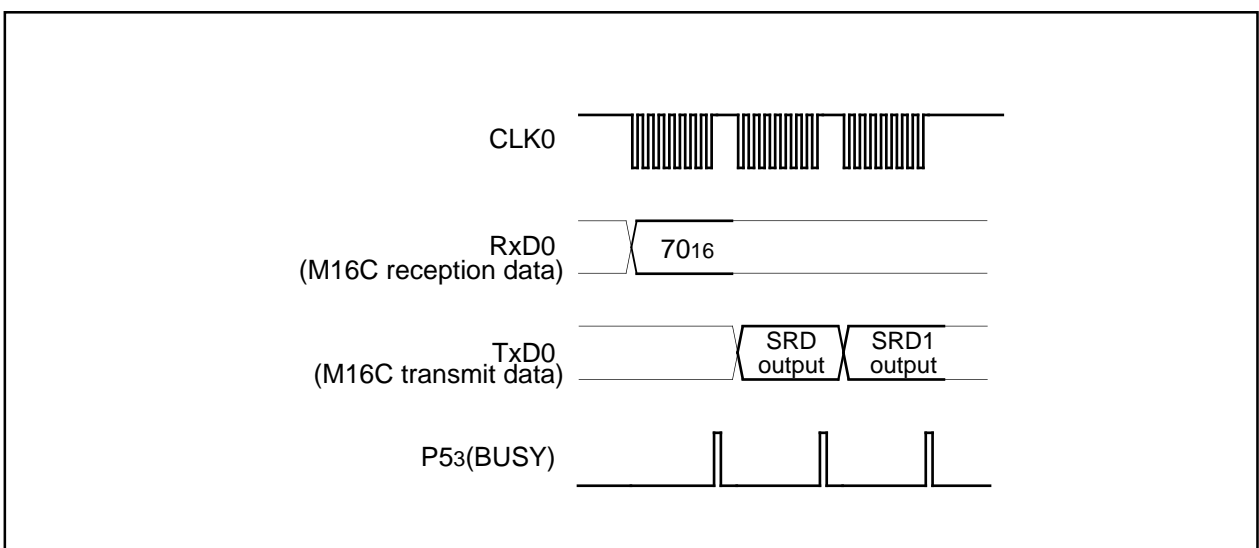 CLK0
RxD0
(M16C reception data)
7016
TxD0
(M16C transmit data)
SRD
output
SRD1
output
P53(BUSY)